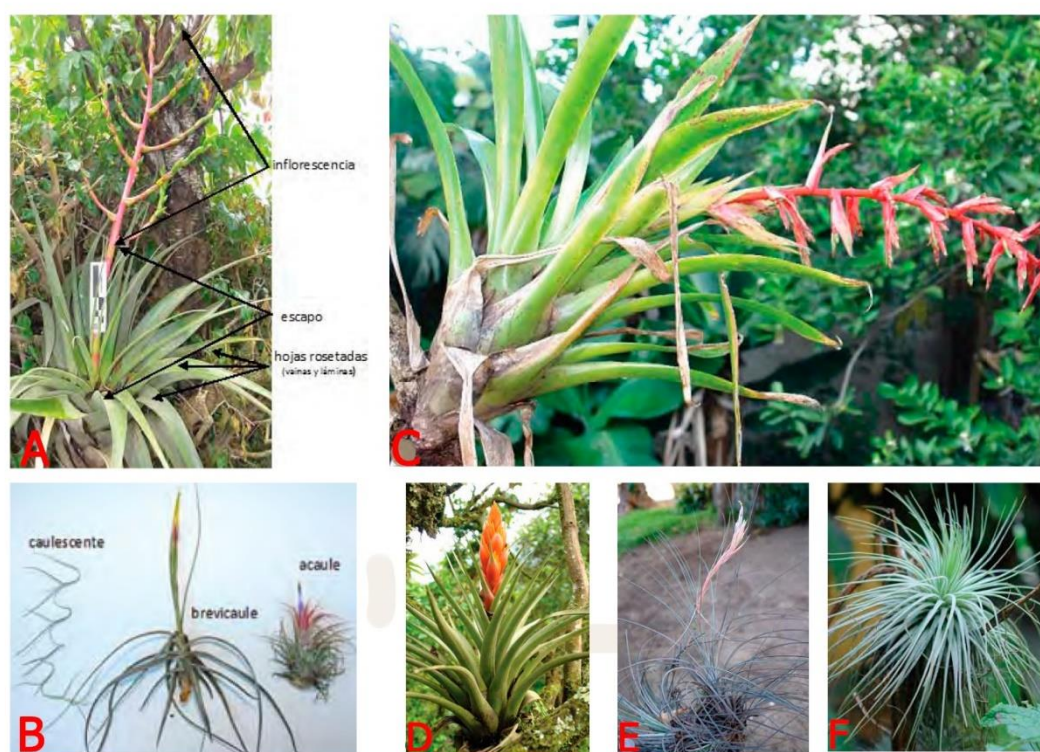 inflorescencia
escapo
hojas rosetadas
(vainas y láminas)
A
C
caulescente
acaule
brevicaule
B
D
E
F